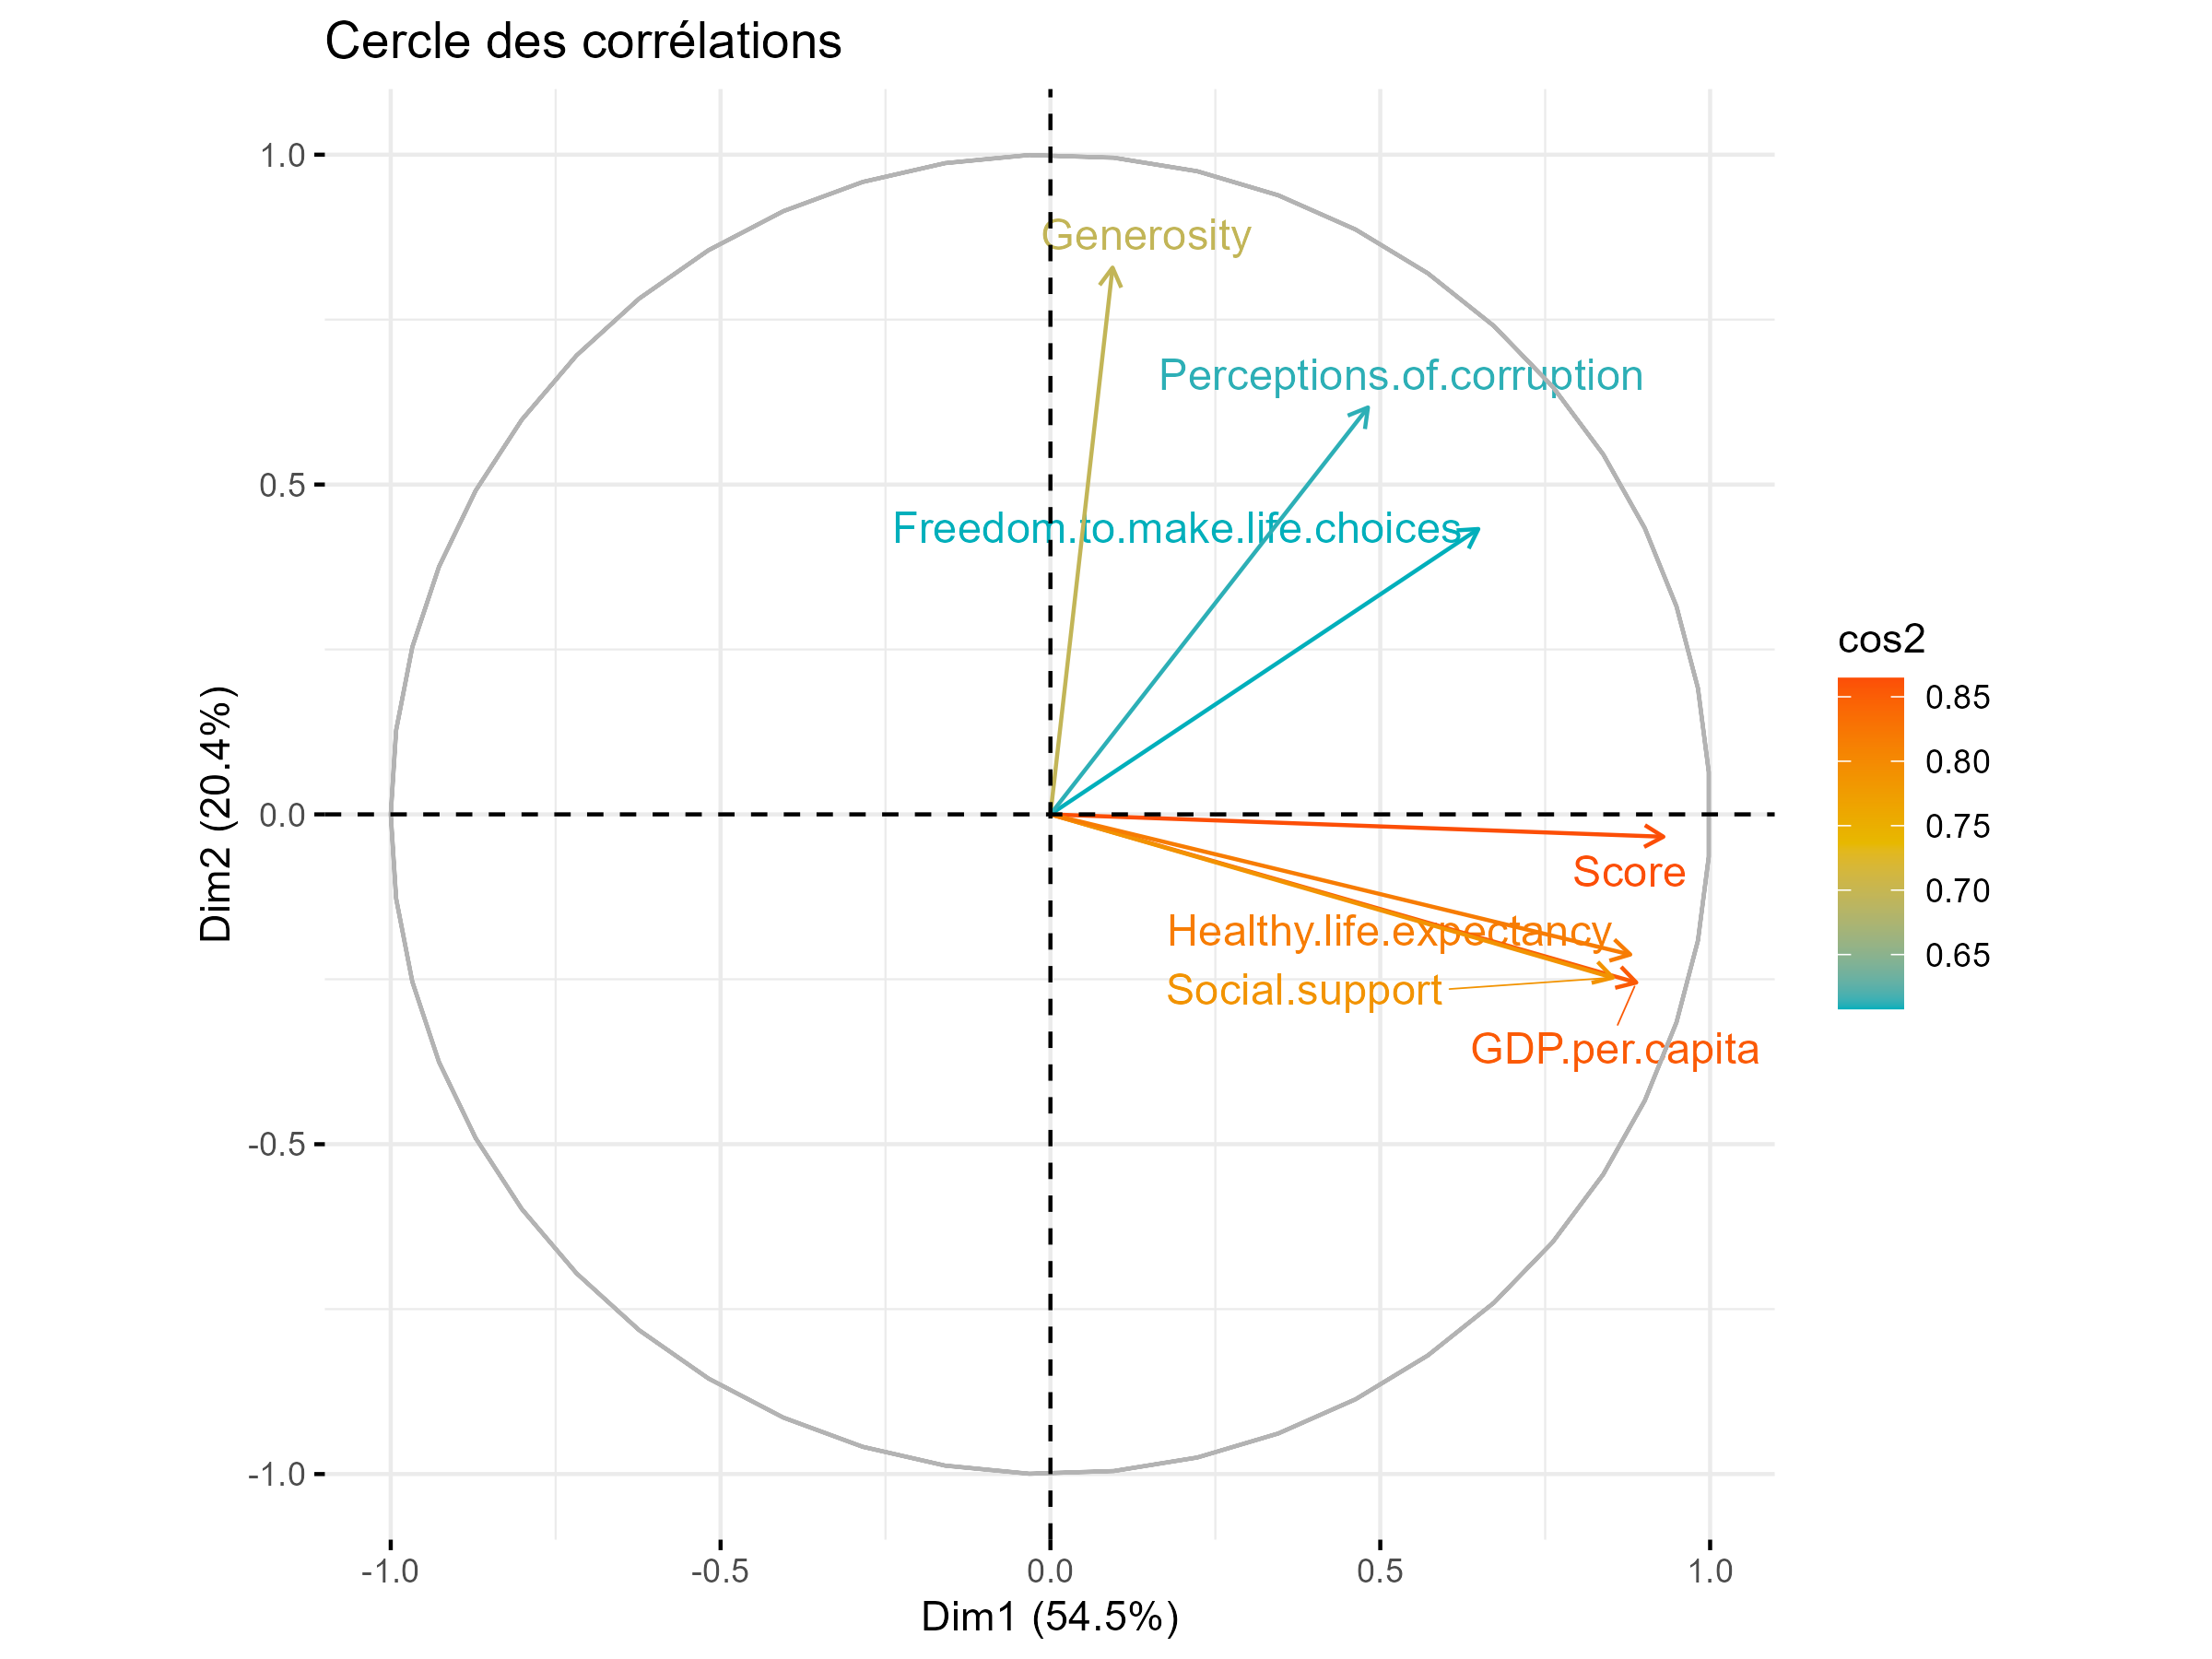 Cercle des corrélations
1.0
0.5
0.0
-0.5
-1.0
Dim2 (20.4%)
Generosity
Perceptions.of.corruption
Freedom.to.make.life.choices
Score
Healthy.life.expectancy
Social.support
GDP.per.capita
-1.0
-0.5
0.0
0.5
1.0
Dim1 (54.5%)
cos2
0.85
0.80
0.75
0.70
0.65